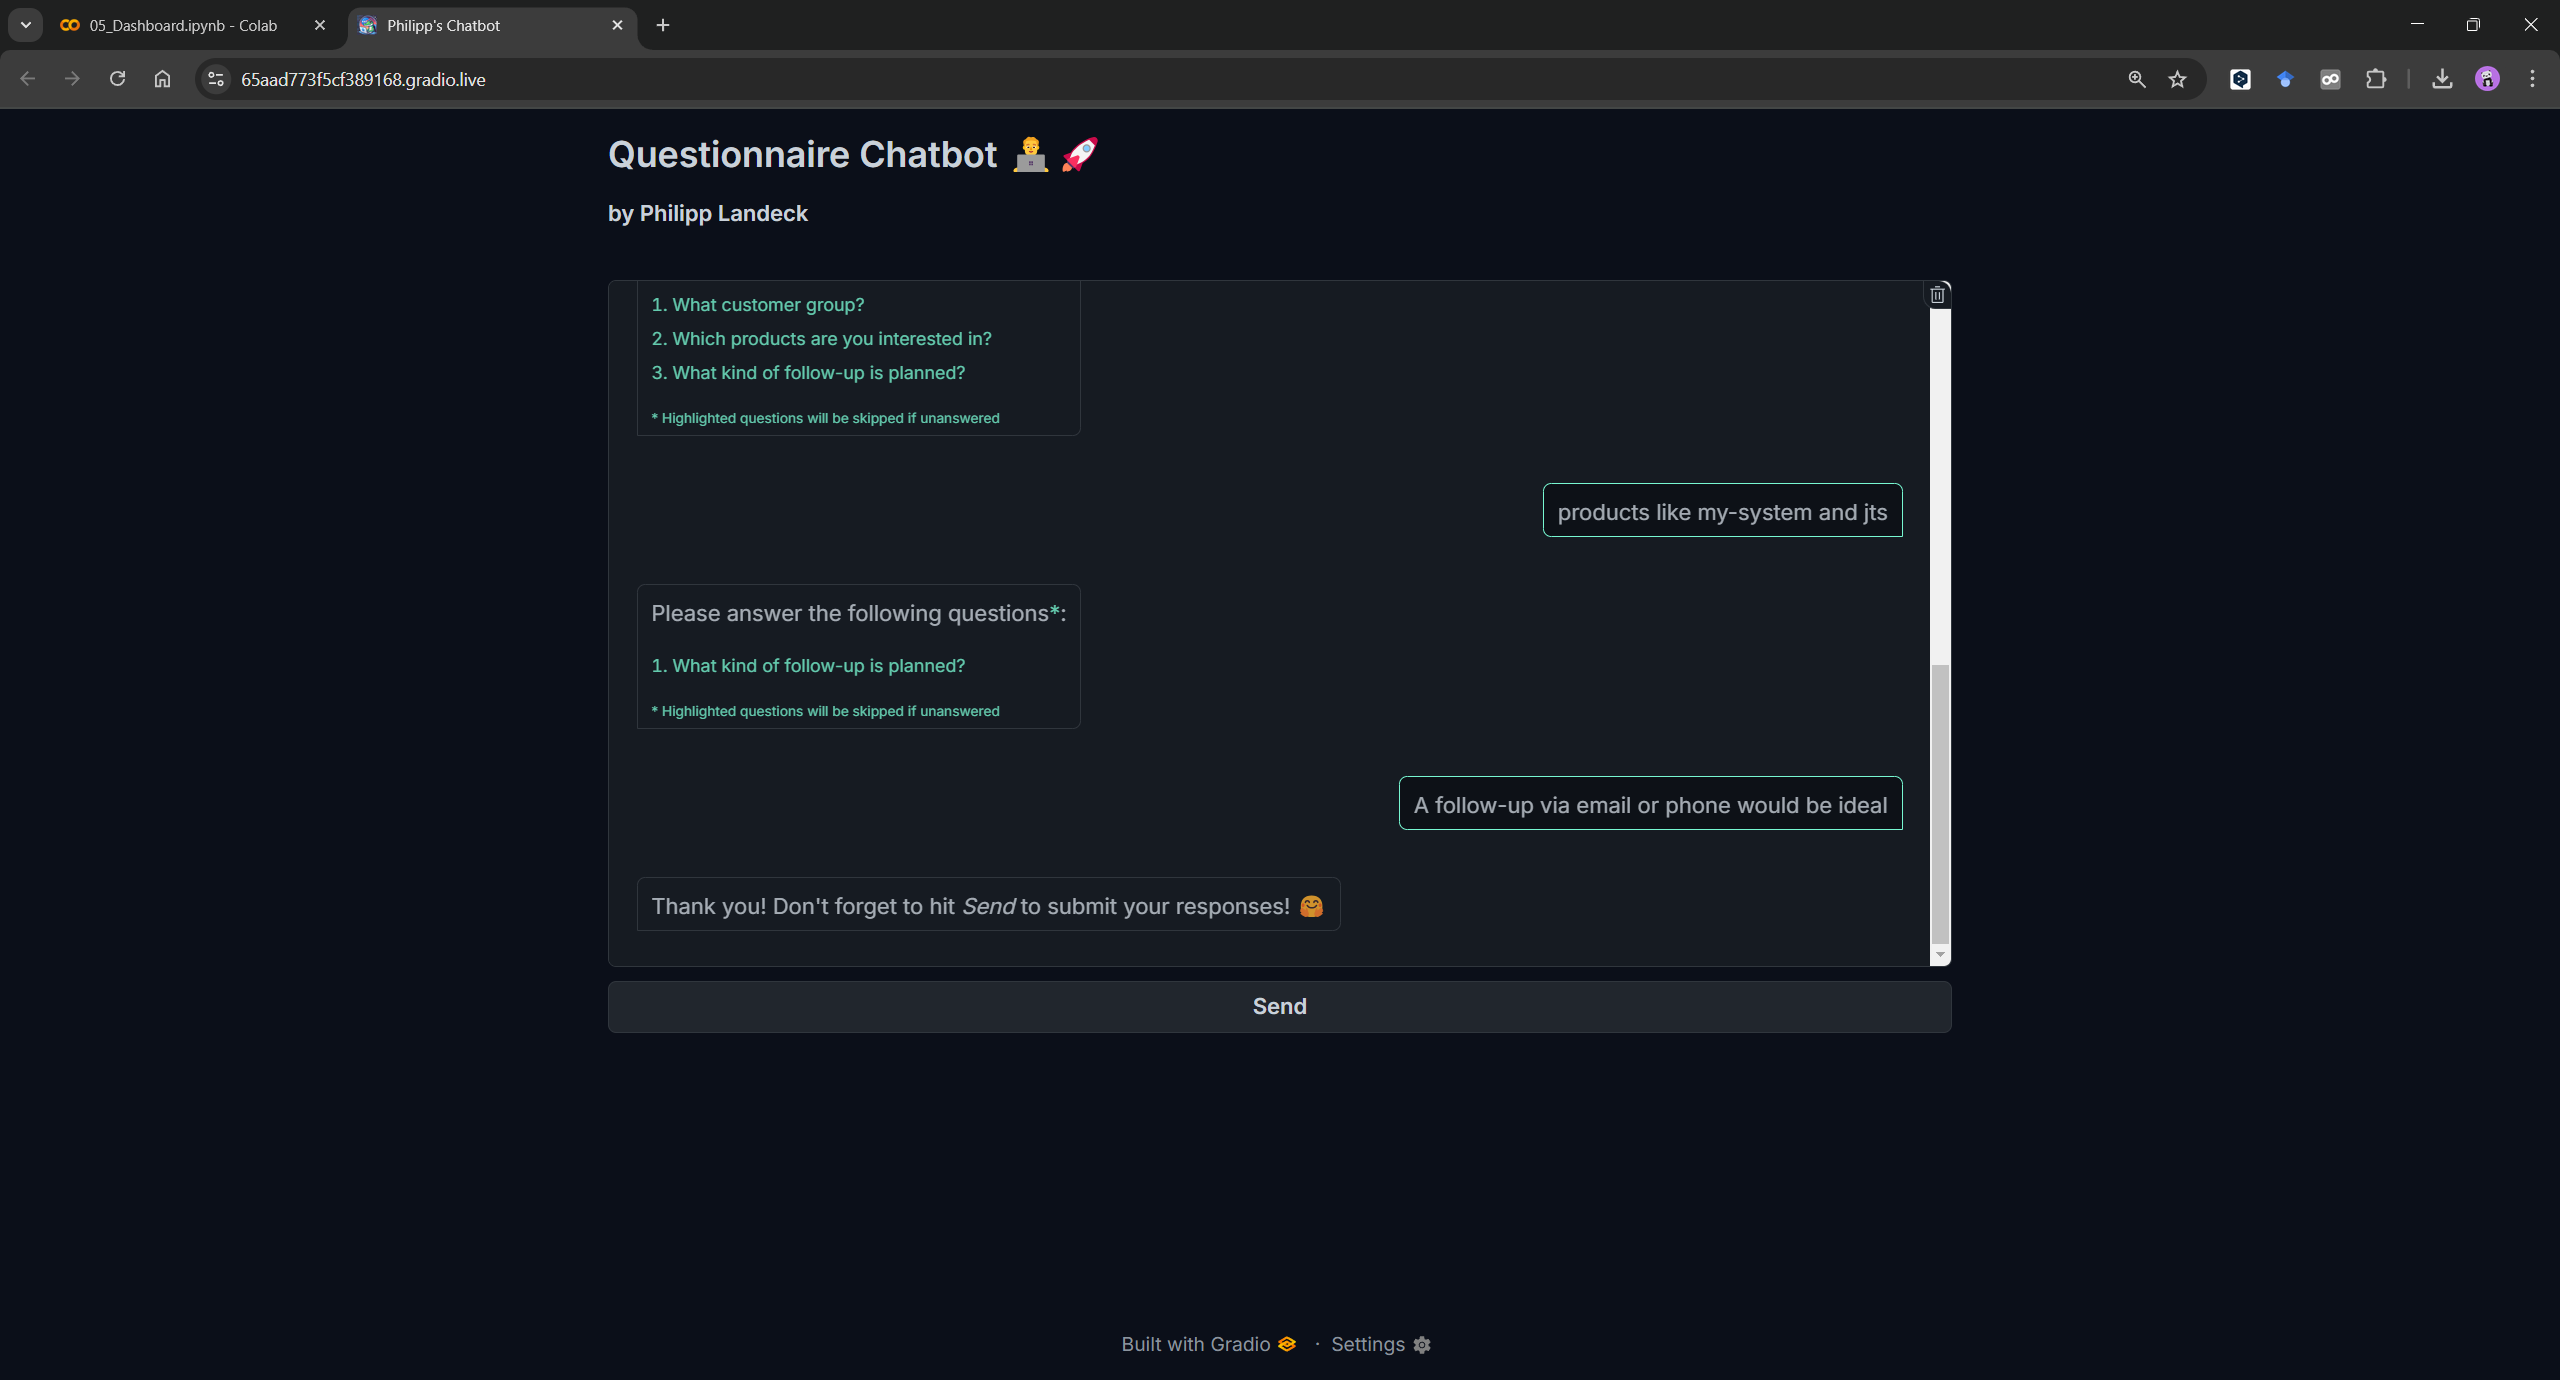 05_Dashboard.ipynb - Colab
Philipp's Chatbot
65aad773f5cf389168.gradio.live
Questionnaire Chatbot 👨‍💻 🚀
by Philipp Landeck
1. What customer group?
2. Which products are you interested in?
3. What kind of follow-up is planned?
* Highlighted questions will be skipped if unanswered
products like my-system and jts
Please answer the following questions*:
1. What kind of follow-up is planned?
* Highlighted questions will be skipped if unanswered
A follow-up via email or phone would be ideal
Thank you! Don't forget to hit Send to submit your responses! 🤗
Send
Built with Gradio · Settings